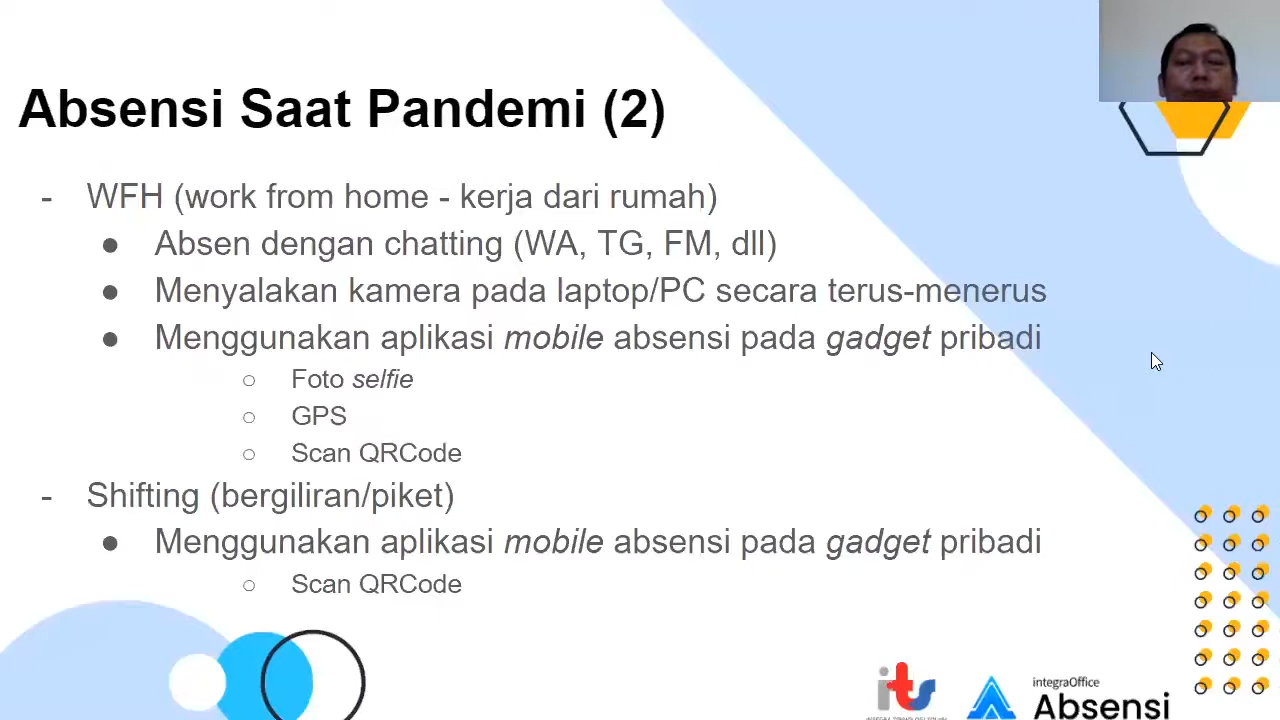 Absensi Saat Pandemi (2)
- WFH (work from home - kerja dari rumah)
● Absen dengan chatting (WA, TG, FM, dll)
● Menyalakan kamera pada laptop/PC secara terus-menerus
● Menggunakan aplikasi mobile absensi pada gadget pribadi
○ Foto selfie
○ GPS
○ Scan QRCode
- Shifting (bergiliran/piket)
● Menggunakan aplikasi mobile absensi pada gadget pribadi
○ Scan QRCode
its
integraOffice
Absensi